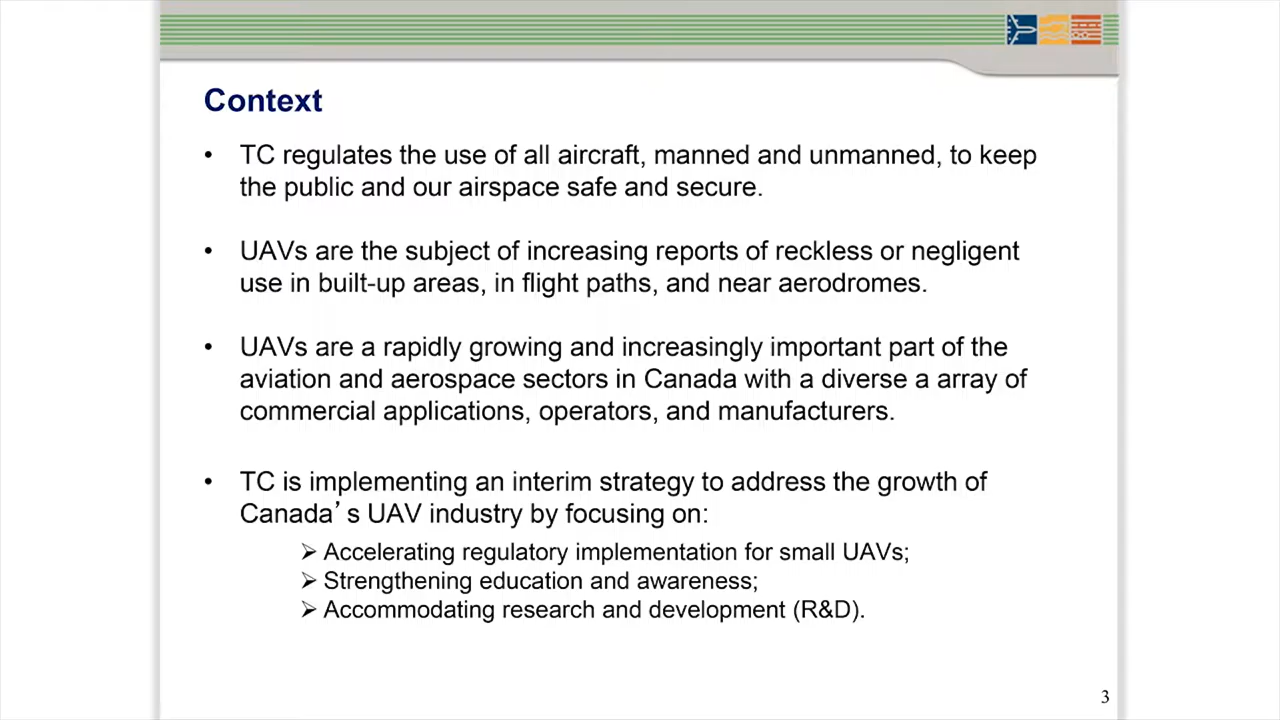 Context
• TC regulates the use of all aircraft, manned and unmanned, to keep
the public and our airspace safe and secure.
• UAVs are the subject of increasing reports of reckless or negligent
use in built-up areas, in flight paths, and near aerodromes.
• UAVs are a rapidly growing and increasingly important part of the
aviation and aerospace sectors in Canada with a diverse a array of
commercial applications, operators, and manufacturers.
• TC is implementing an interim strategy to address the growth of
Canada’s UAV industry by focusing on:
➢ Accelerating regulatory implementation for small UAVs;
➢ Strengthening education and awareness;
➢ Accommodating research and development (R&D).
3